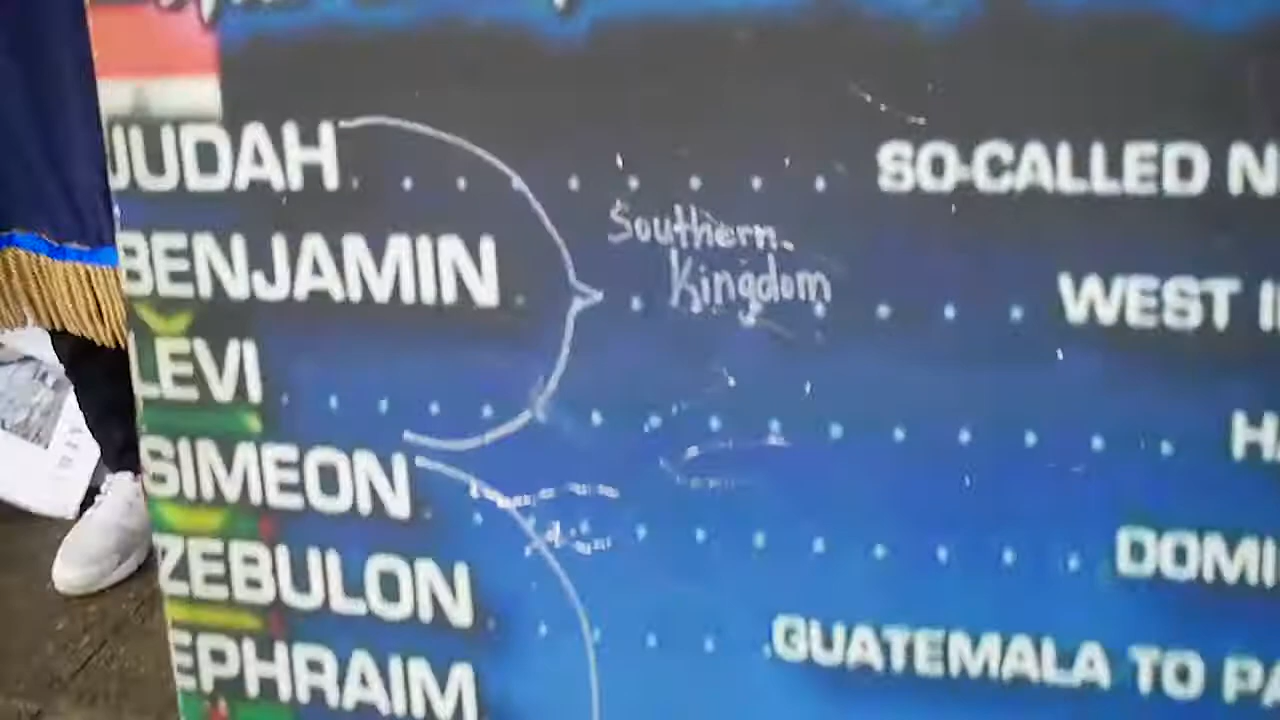 JUDAH . . . . . . . . SO-CALLED N
Southern
Kingdom
BENJAMIN . . . . . . WEST I
LEVI . . . . . . . . . . . . . . . H
SIMEON . . . . . . . . . . DOMI
ZEBULON . . . . . GUATEMALA TO PA
EPHRAIM